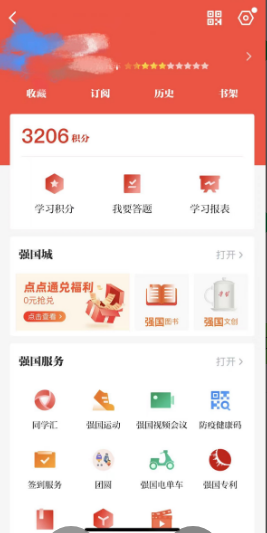 收藏 订阅 历史 书架
3206 积分
学习积分 我要答题 学习报表
强国城 打开
点点通兑福利
0元抢兑
点击查看
强国图书 强国文创
强国服务 打开
同学汇 强国运动 强国视频会议 防疫健康码
签到服务 团圆 强国电单车 强国专利